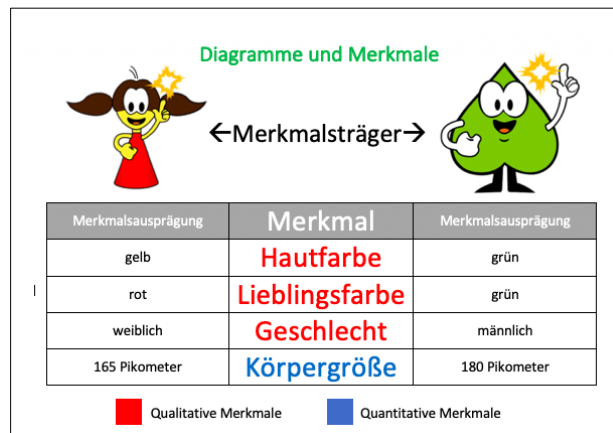 Diagramme und Merkmale
←Merkmalsträger→
Merkmalsausprägung Merkmal Merkmalsausprägung
gelb Hautfarbe grün
rot Lieblingsfarbe grün
weiblich Geschlecht männlich
165 Pikometer Körpergröße 180 Pikometer
Qualitative Merkmale Quantitative Merkmale